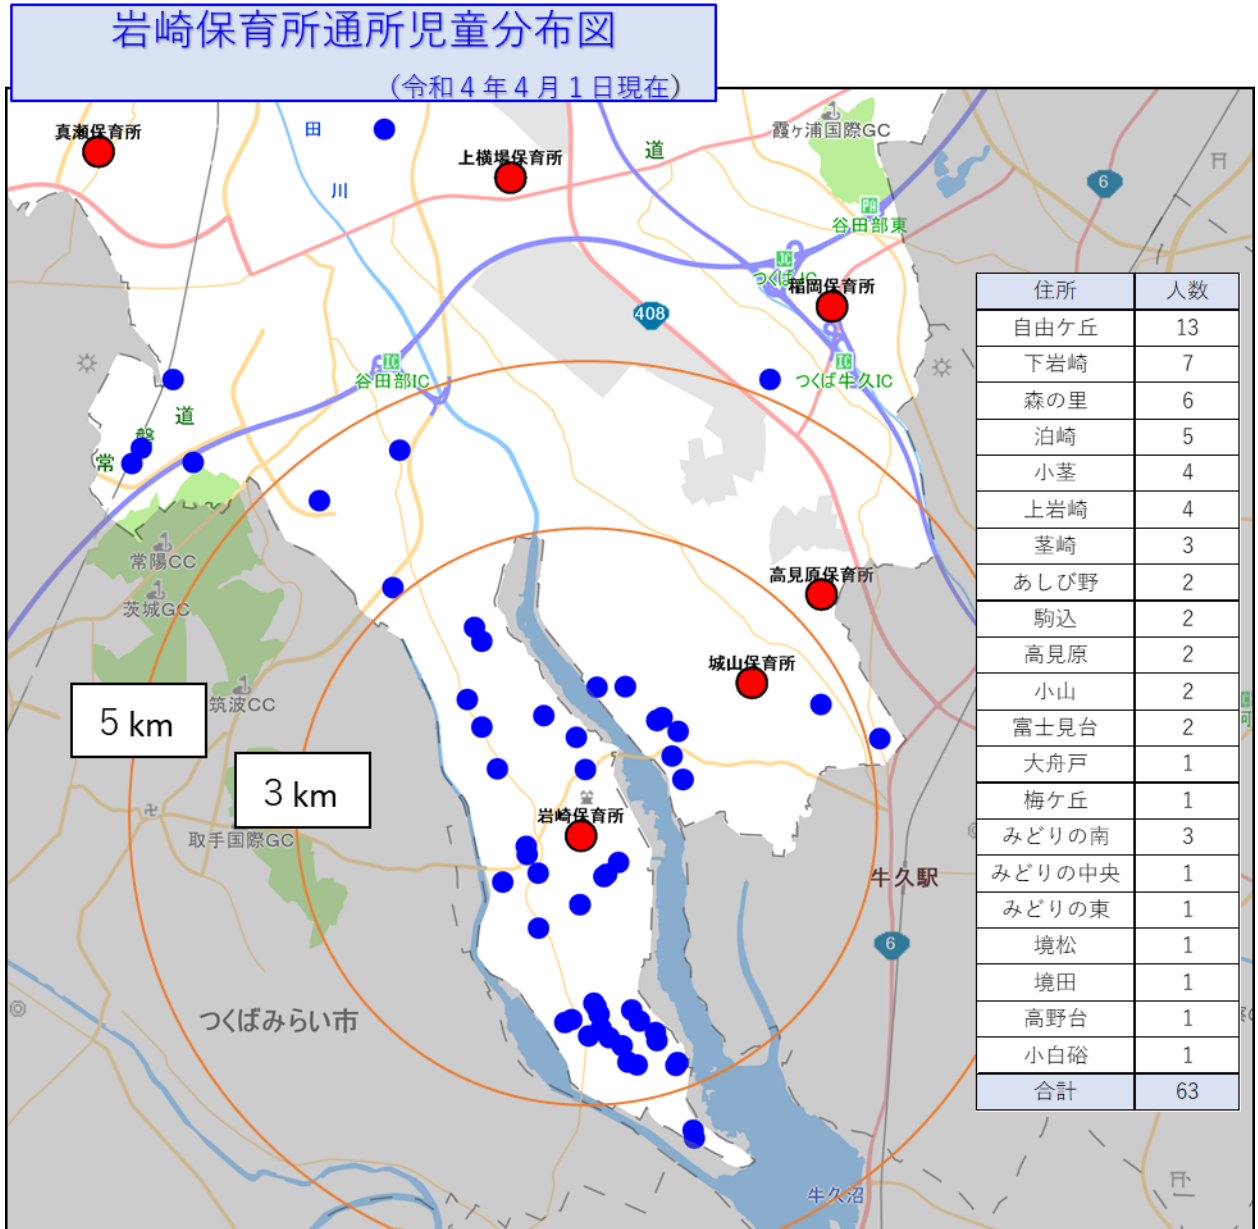 岩崎保育所通所児童分布図
(令和４年４月１日現在)
真瀬保育所
田
川
上横場保育所
道
霞ヶ浦国際GC
6
PA
谷田部東
JC
つくばJC
稲岡保育所
408
IC
谷田部IC
IC
つくば牛久IC
道
磐
常
常陽CC
茨城GC
筑波CC
高見原保育所
城山保育所
5 km
3 km
取手国際GC
岩崎保育所
牛久駅
6
つくばみらい市
牛久沼
住所 人数
自由ケ丘 13
下岩崎 7
森の里 6
泊崎 5
小茎 4
上岩崎 4
茎崎 3
あしび野 2
駒込 2
高見原 2
小山 2
富士見台 2
大舟戸 1
梅ケ丘 1
みどりの南 3
みどりの中央 1
みどりの東 1
境松 1
境田 1
高野台 1
小白硲 1
合計 63